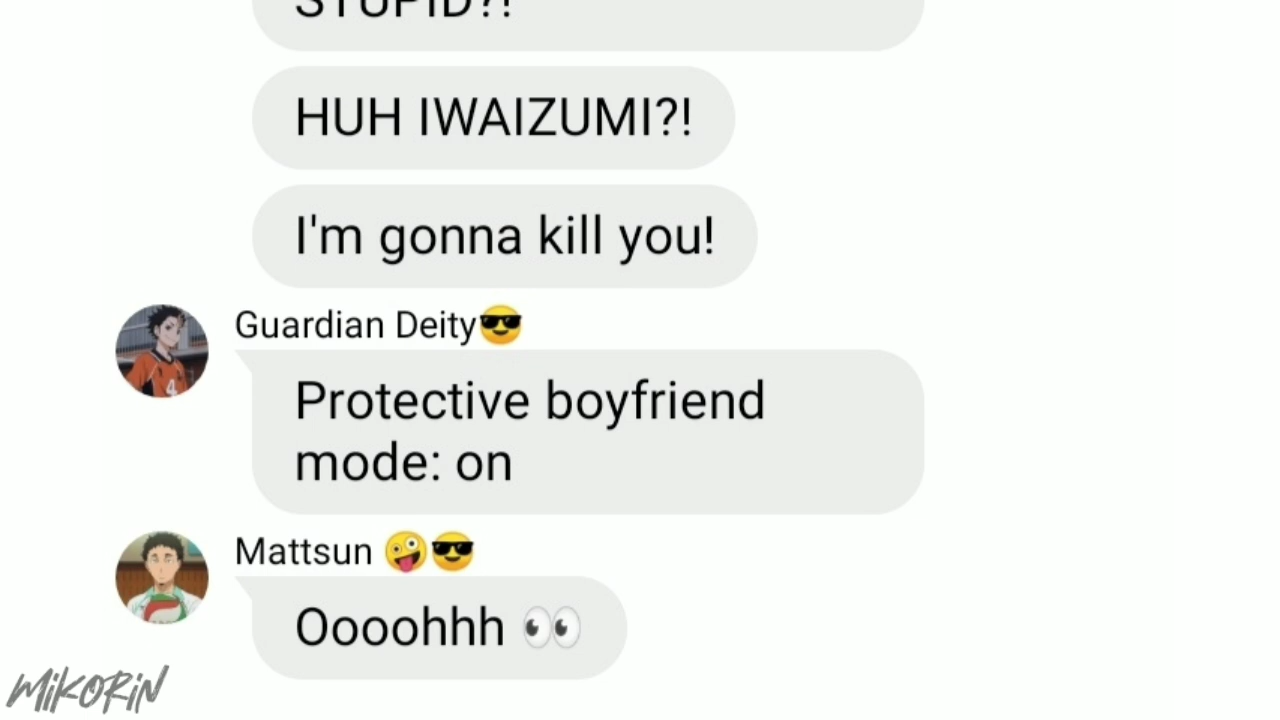 STUPID?!
HUH IWAIZUMI?!
I'm gonna kill you!
Guardian Deity😎
Protective boyfriend
mode: on
Mattsun 🤪😎
Oooohhh 👀
MiKORiN